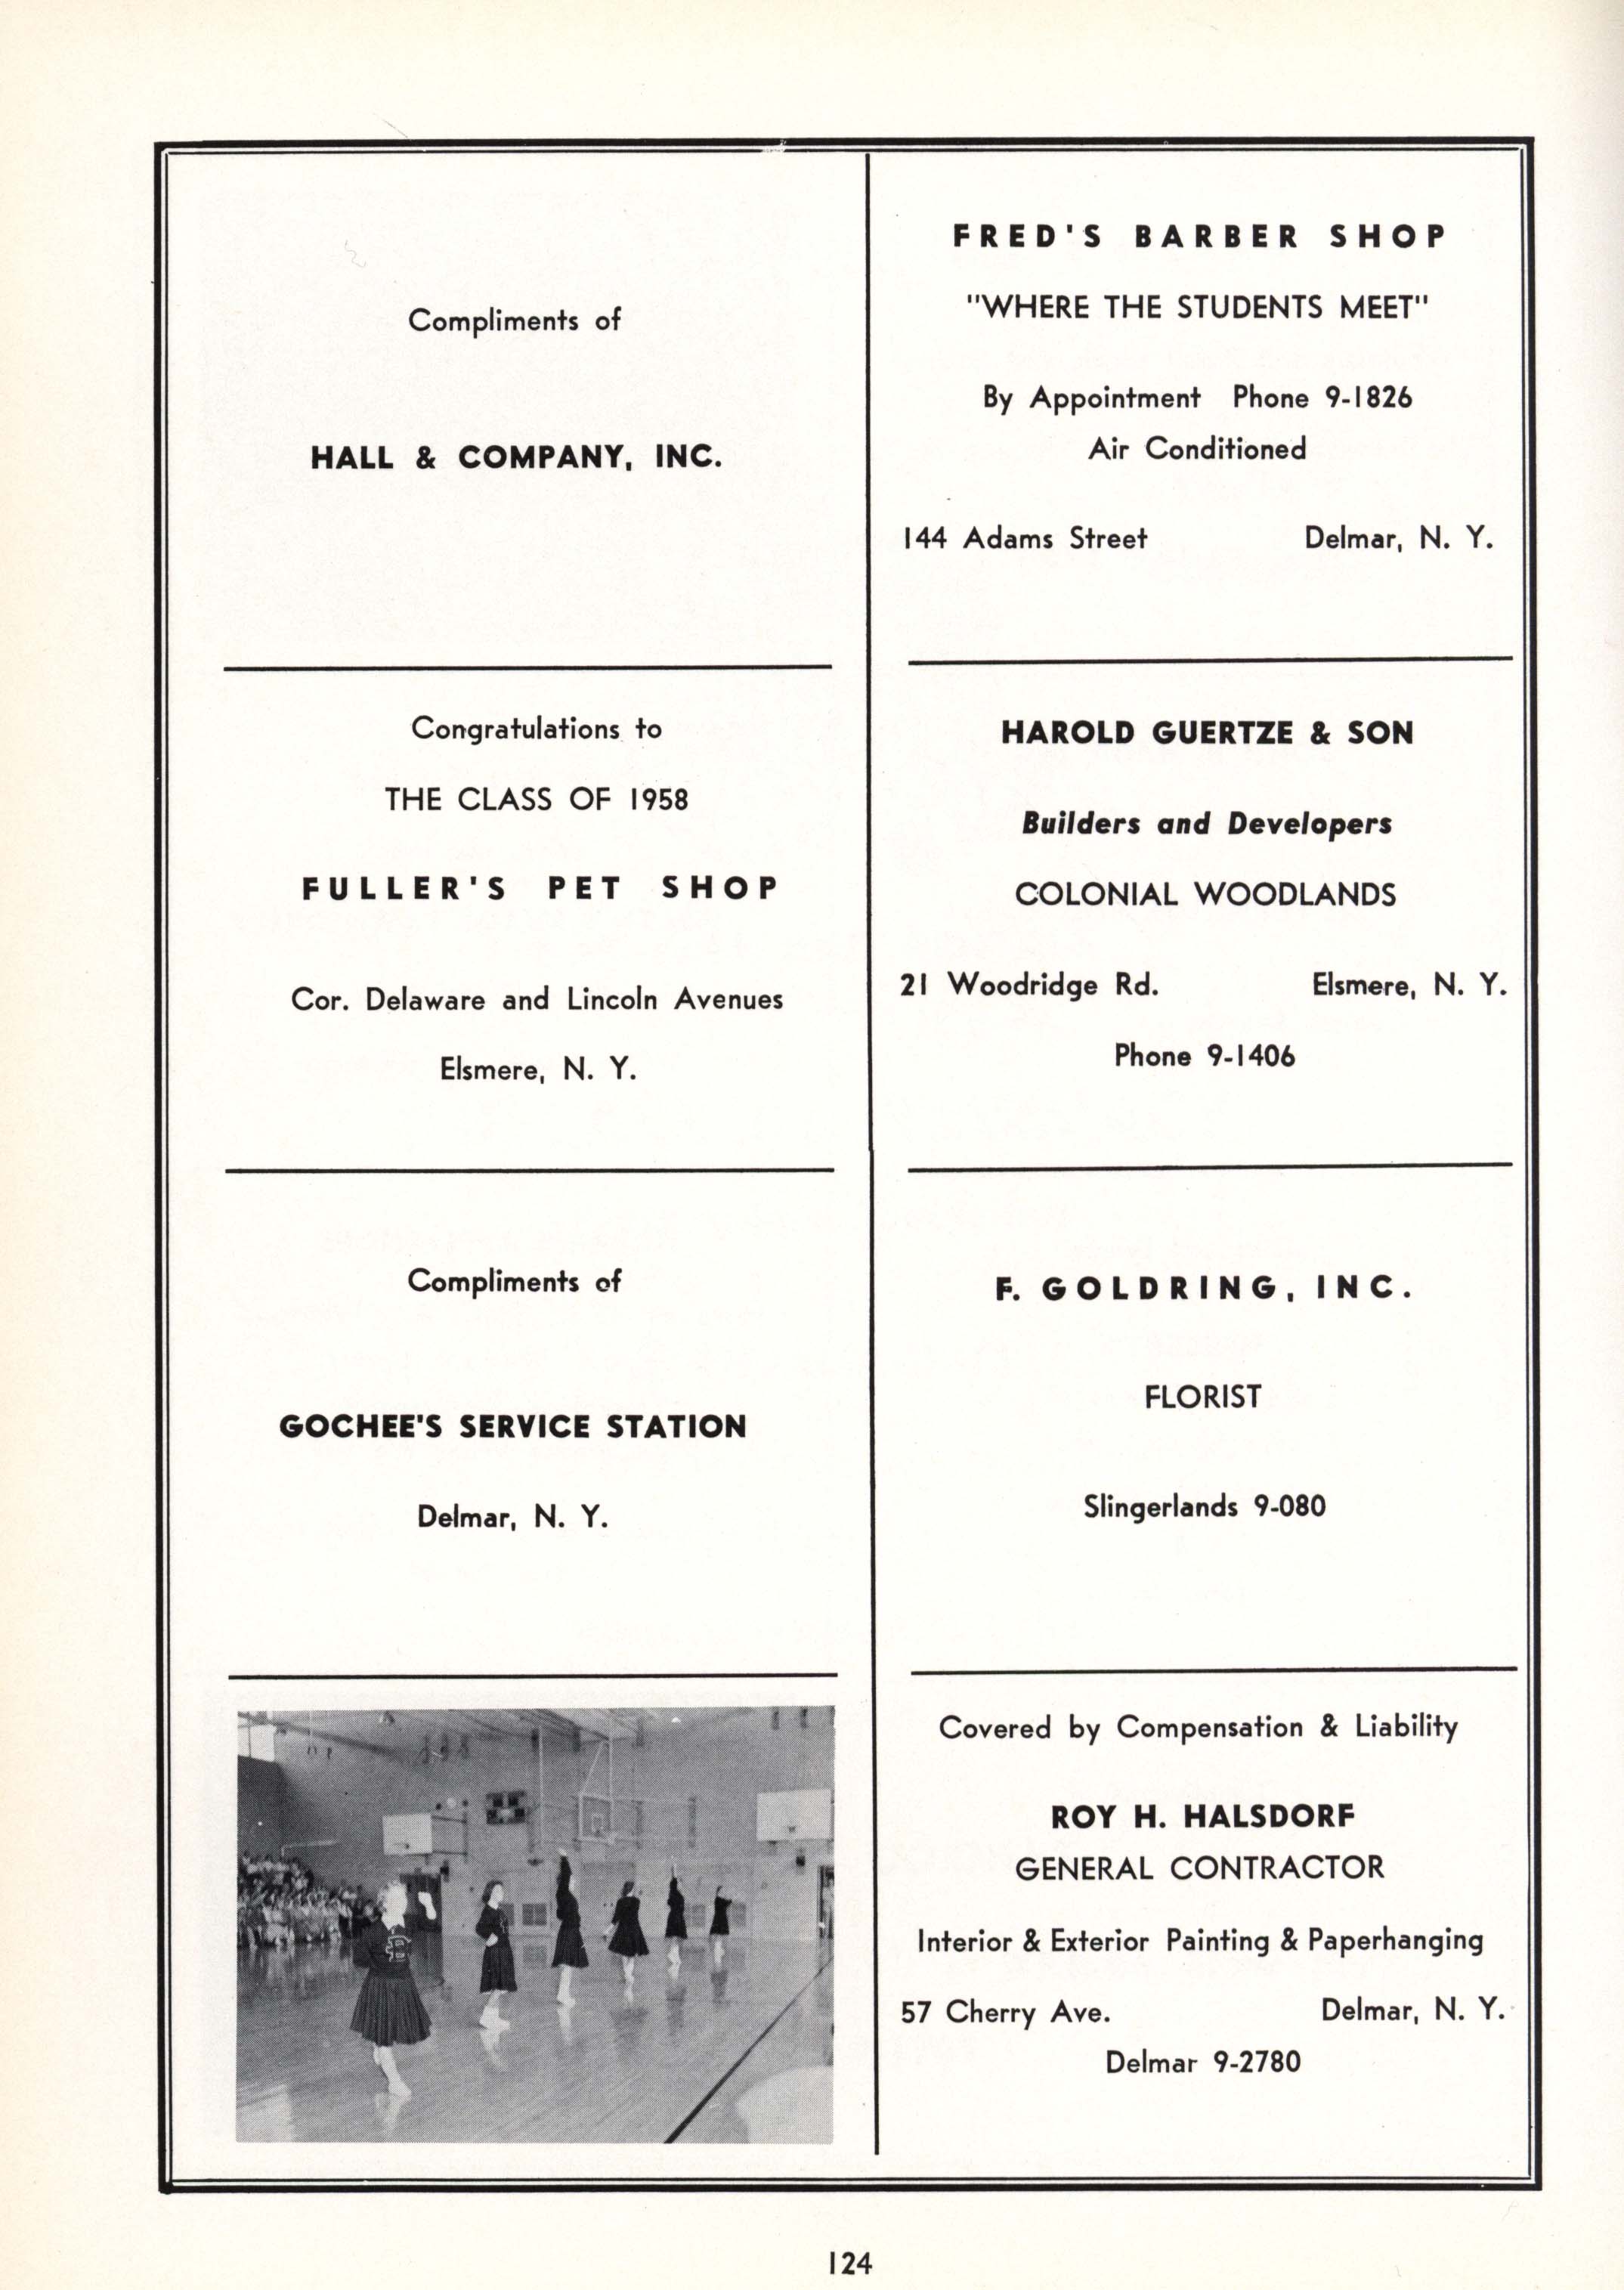 Compliments of
HALL & COMPANY, INC.
Congratulations to
THE CLASS OF 1958
FULLER'S PET SHOP
Cor. Delaware and Lincoln Avenues
Elsmere, N. Y.
Compliments of
GOCHEE'S SERVICE STATION
Delmar, N. Y.
B
FRED'S BARBER SHOP
"WHERE THE STUDENTS MEET"
By Appointment Phone 9-1826
Air Conditioned
144 Adams Street Delmar, N. Y.
HAROLD GUERTZE & SON
Builders and Developers
COLONIAL WOODLANDS
21 Woodridge Rd. Elsmere, N. Y.
Phone 9-1406
F. GOLDRING, INC.
FLORIST
Slingerlands 9-080
Covered by Compensation & Liability
ROY H. HALSDORF
GENERAL CONTRACTOR
Interior & Exterior Painting & Paperhanging
57 Cherry Ave. Delmar, N. Y.
Delmar 9-2780
124